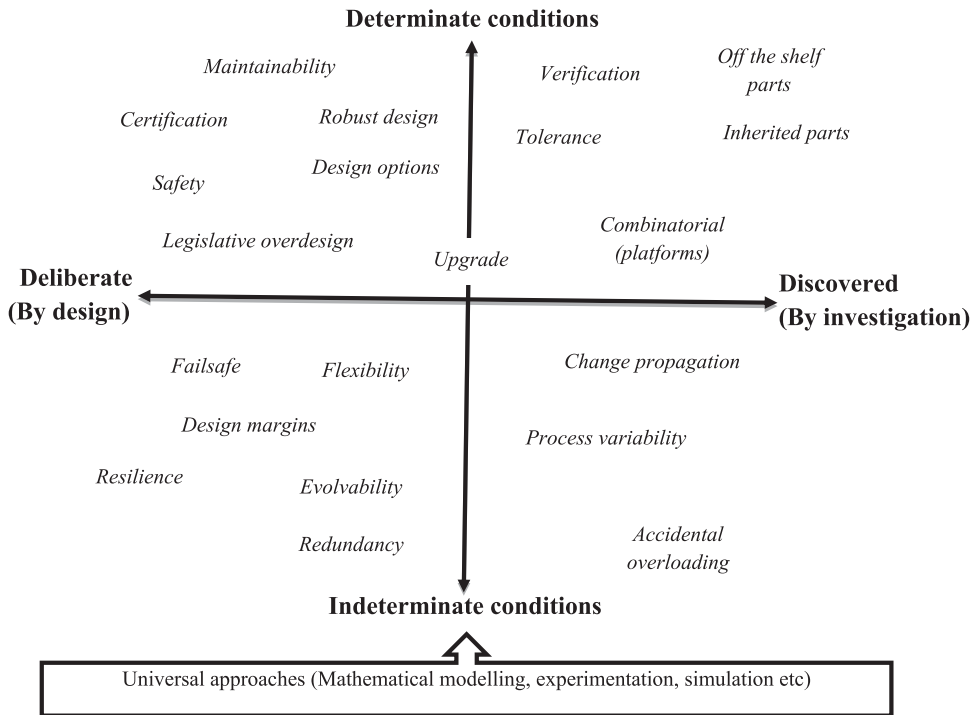 Determinate conditions
Maintainability
Verification
Off the shelf
parts
Certification
Robust design
Tolerance
Inherited parts
Design options
Safety
Legislative overdesign
Combinatorial
(platforms)
Upgrade
Deliberate
(By design)
Discovered
(By investigation)
Failsafe
Flexibility
Change propagation
Design margins
Process variability
Resilience
Evolvability
Redundancy
Accidental
overloading
Indeterminate conditions
Universal approaches (Mathematical modelling, experimentation, simulation etc)